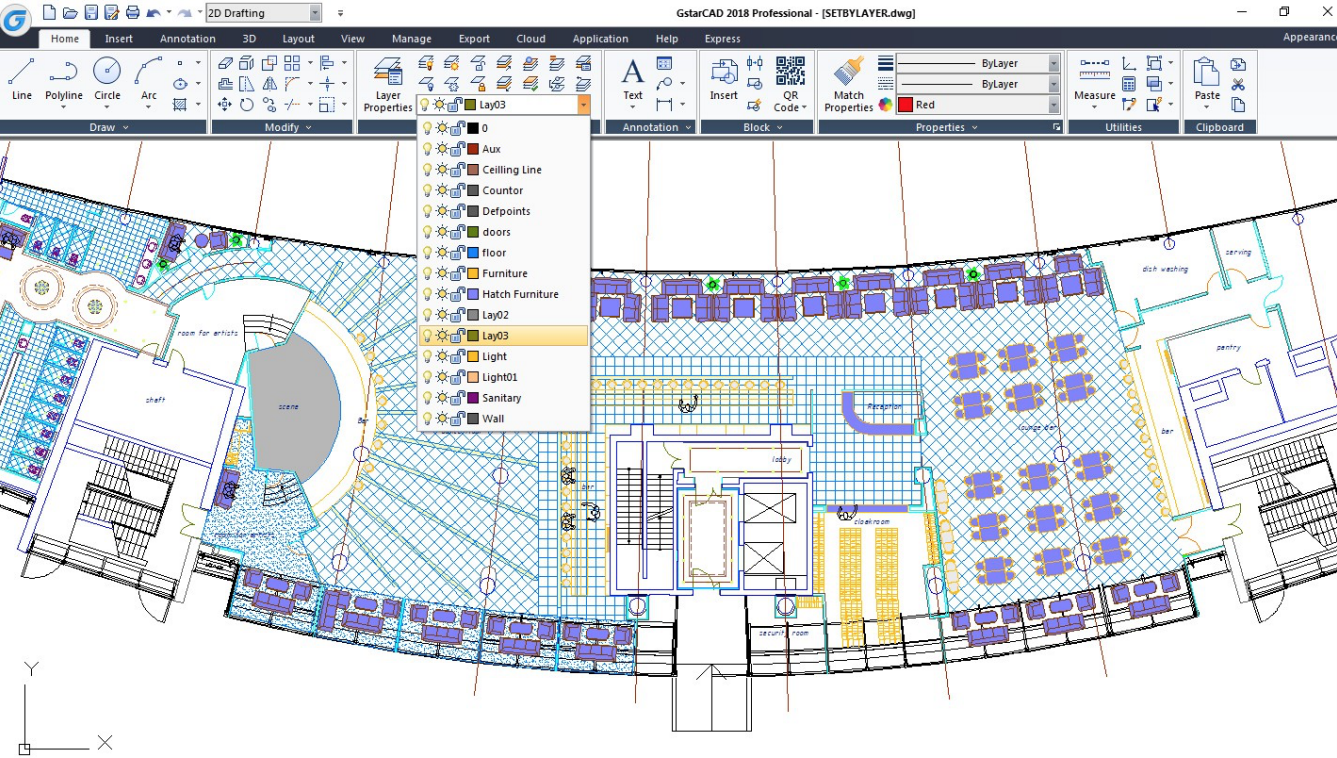 2D Drafting
GstarCAD 2018 Professional - [SETBYLAYER.dwg]
Home Insert Annotation 3D Layout View Manage Export Cloud Application Help Express Appearance
Line Polyline Circle Arc
Layer Properties
Lay03
Text
Insert
QR Code
Match Properties
ByLayer
ByLayer
Red
Measure
Paste
Draw Modify Annotation Block Properties Utilities Clipboard
0
Aux
Ceilling Line
Countor
Defpoints
doors
floor
Furniture
Hatch Furniture
Lay02
Lay03
Light
Light01
Sanitary
Wall
serving
dish washing
room for artists
pantry
shaft
scene
Bar
Reception
lounge bar
bar
lobby
bar
cloakroom
security room
Y
X